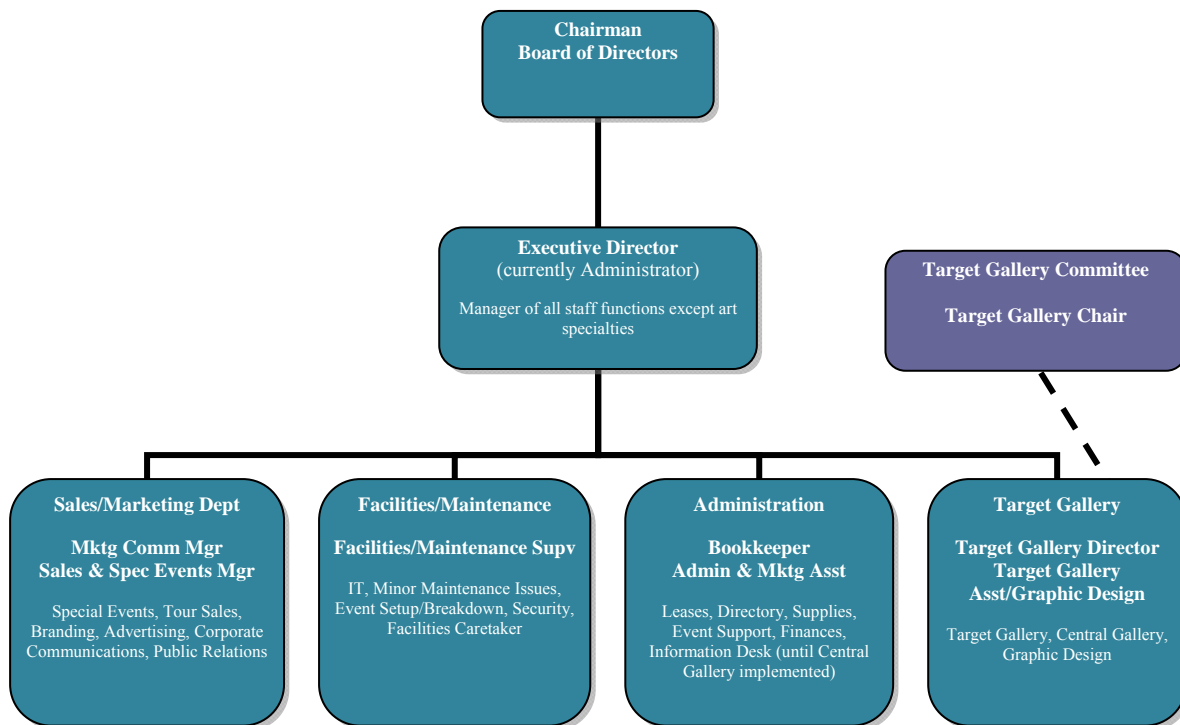 Chairman
Board of Directors
Executive Director
(currently Administrator)
Manager of all staff functions except art
specialties
Target Gallery Committee
Target Gallery Chair
Sales/Marketing Dept
Mktg Comm Mgr
Sales & Spec Events Mgr
Special Events, Tour Sales,
Branding, Advertising, Corporate
Communications, Public Relations
Facilities/Maintenance
Facilities/Maintenance Supv
IT, Minor Maintenance Issues,
Event Setup/Breakdown, Security,
Facilities Caretaker
Administration
Bookkeeper
Admin & Mktg Asst
Leases, Directory, Supplies,
Event Support, Finances,
Information Desk (until Central
Gallery implemented)
Target Gallery
Target Gallery Director
Target Gallery
Asst/Graphic Design
Target Gallery, Central Gallery,
Graphic Design